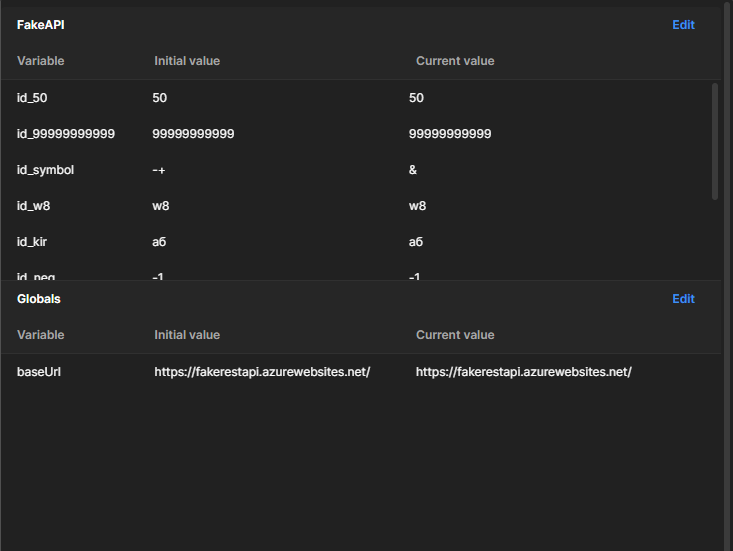 FakeAPI Edit
Variable Initial value Current value
id_50 50 50
id_99999999999 99999999999 99999999999
id_symbol -+ &
id_w8 w8 w8
id_kir аб аб
id_neg -1 -1
Globals Edit
Variable Initial value Current value
baseUrl https://fakerestapi.azurewebsites.net/ https://fakerestapi.azurewebsites.net/